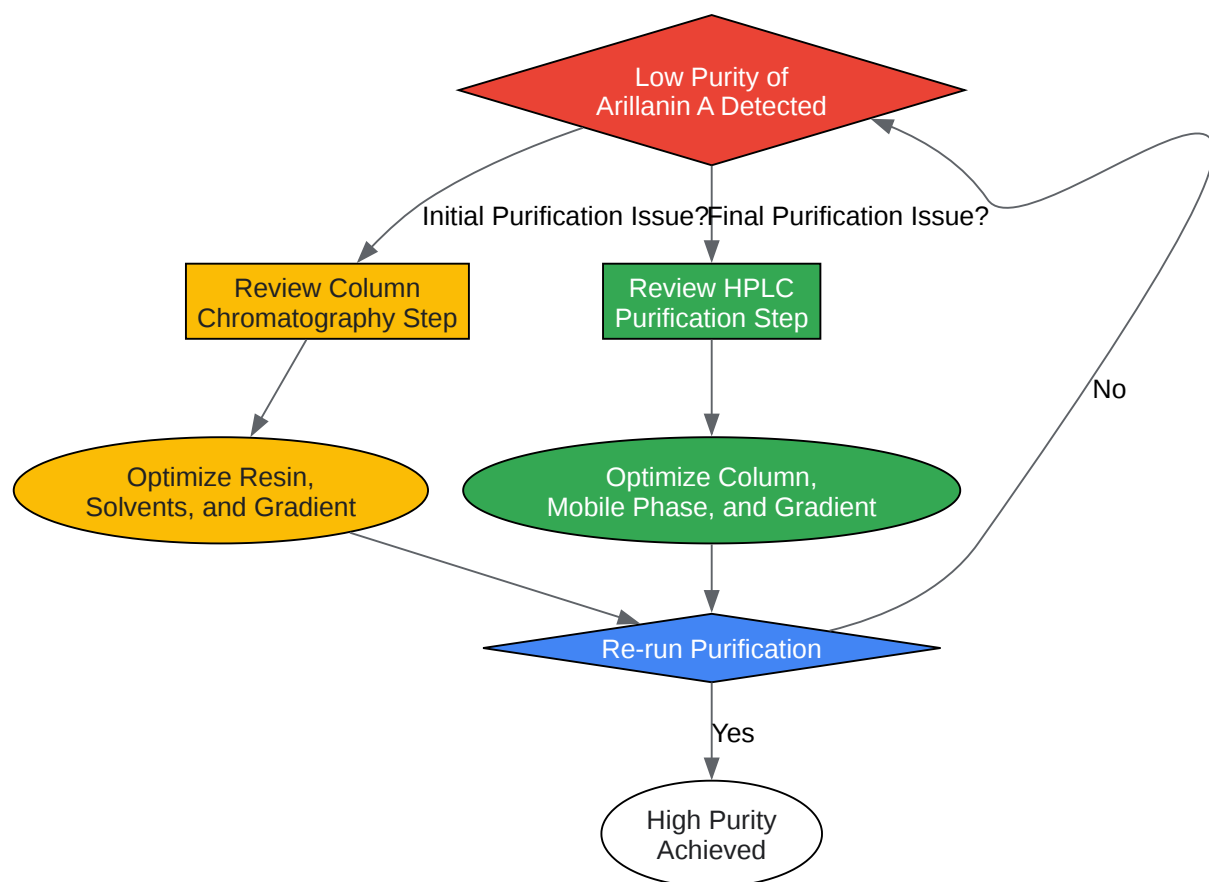 Low Purity of
Arillanin A Detected
Initial Purification Issue?
Final Purification Issue?
Review Column
Chromatography Step
Review HPLC
Purification Step
No
Optimize Resin,
Solvents, and Gradient
Optimize Column,
Mobile Phase, and Gradient
Re-run Purification
Yes
High Purity
Achieved